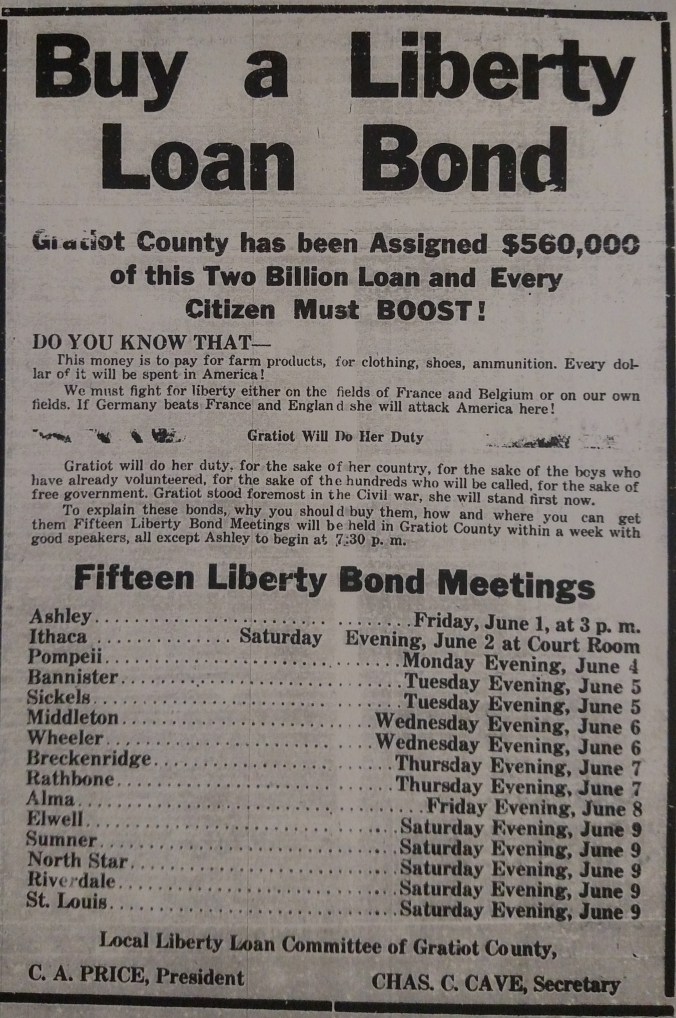 Buy a Liberty
Loan Bond
Gratiot County has been Assigned $560,000
of this Two Billion Loan and Every
Citizen Must BOOST!
DO YOU KNOW THAT—
This money is to pay for farm products, for clothing, shoes, ammunition. Every dol-
lar of it will be spent in America!
We must fight for liberty either on the fields of France and Belgium or on our own
fields. If Germany beats France and England she will attack America here!
Gratiot Will Do Her Duty
Gratiot will do her duty, for the sake of her country, for the sake of the boys who
have already volunteered, for the sake of the hundreds who will be called, for the sake of
free government. Gratiot stood foremost in the Civil war, she will stand first now.
To explain these bonds, why you should buy them, how and where you can get
them Fifteen Liberty Bond Meetings will be held in Gratiot County within a week with
good speakers, all except Ashley to begin at 7:30 p. m.
Fifteen Liberty Bond Meetings
Ashley........................ ........Friday, June 1, at 3 p. m.
Ithaca ............. Saturday Evening, June 2 at Court Room
Pompeii..............................Monday Evening, June 4
Bannister.............................Tuesday Evening, June 5
Sickels................................Tuesday Evening, June 5
Middleton..........................Wednesday Evening, June 6
Wheeler............................Wednesday Evening, June 6
Breckenridge.........................Thursday Evening, June 7
Rathbone.............................Thursday Evening, June 7
Alma...................................Friday Evening, June 8
Elwell................................Saturday Evening, June 9
Sumner...............................Saturday Evening, June 9
North Star............................Saturday Evening, June 9
Riverdale.............................Saturday Evening, June 9
St. Louis..............................Saturday Evening, June 9
Local Liberty Loan Committee of Gratiot County,
C. A. PRICE, President CHAS. C. CAVE, Secretary